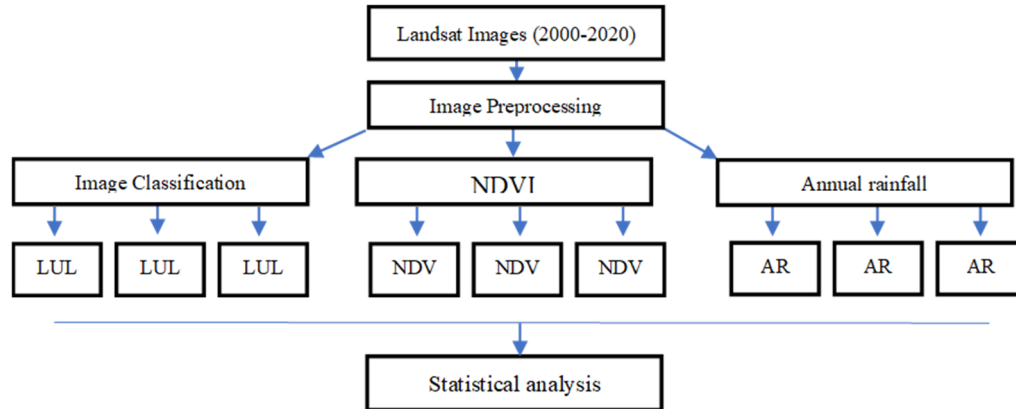 Landsat Images (2000-2020)
Image Preprocessing
Image Classification
NDVI
Annual rainfall
LUL
LUL
LUL
NDV
NDV
NDV
AR
AR
AR
Statistical analysis